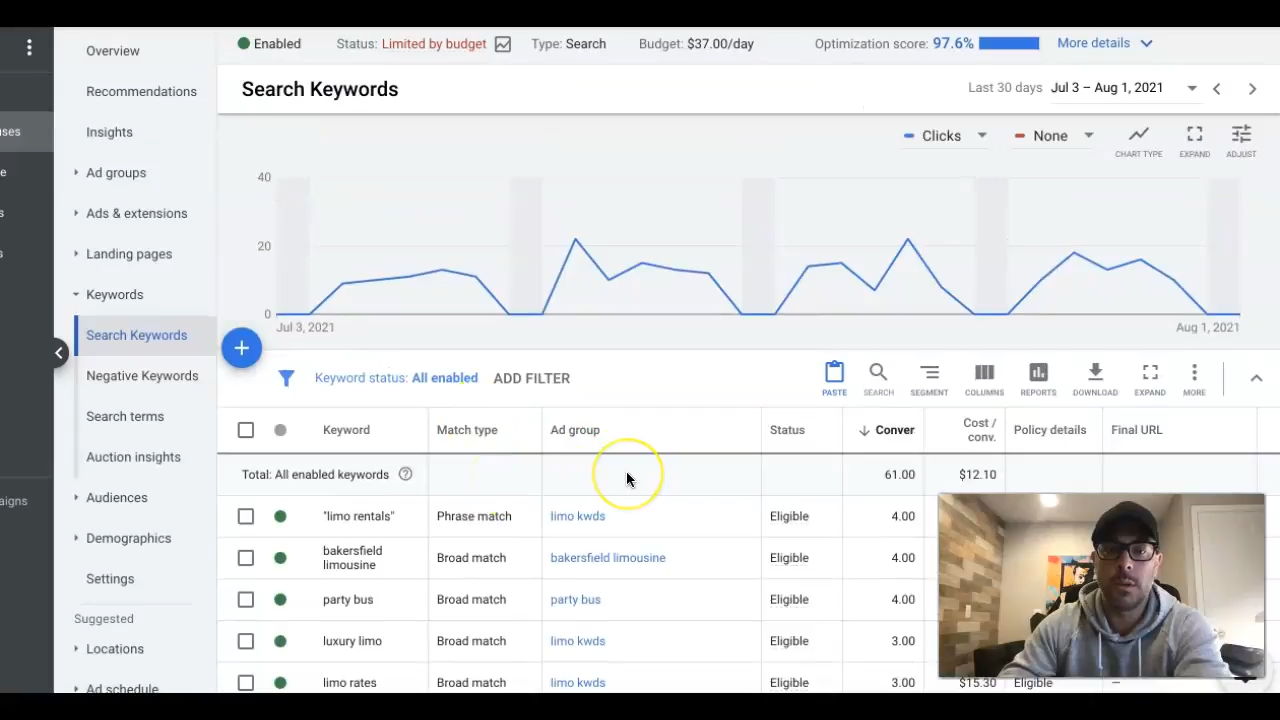 Enabled Status: Limited by budget Type: Search Budget: $37.00/day Optimization score: 97.6% More details
Overview
Recommendations
Insights
Ad groups
Ads & extensions
Landing pages
Keywords
Search Keywords
Negative Keywords
Search terms
Auction insights
Audiences
Demographics
Settings
Suggested
Locations
Ad schedule
uses
e
s
s
aigns
Search Keywords
Last 30 days Jul 3 – Aug 1, 2021
Clicks None
CHART TYPE EXPAND ADJUST
40
20
0
Jul 3, 2021 Aug 1, 2021
Keyword status: All enabled ADD FILTER
PASTE SEARCH SEGMENT COLUMNS REPORTS DOWNLOAD EXPAND MORE
Keyword Match type Ad group Status Conver Cost / conv. Policy details Final URL
Total: All enabled keywords 61.00 $12.10
"limo rentals" Phrase match limo kwds Eligible 4.00
bakersfield
limousine Broad match bakersfield limousine Eligible 4.00
party bus Broad match party bus Eligible 4.00
luxury limo Broad match limo kwds Eligible 3.00
limo rates Broad match limo kwds Eligible 3.00 $15.30 Eligible –